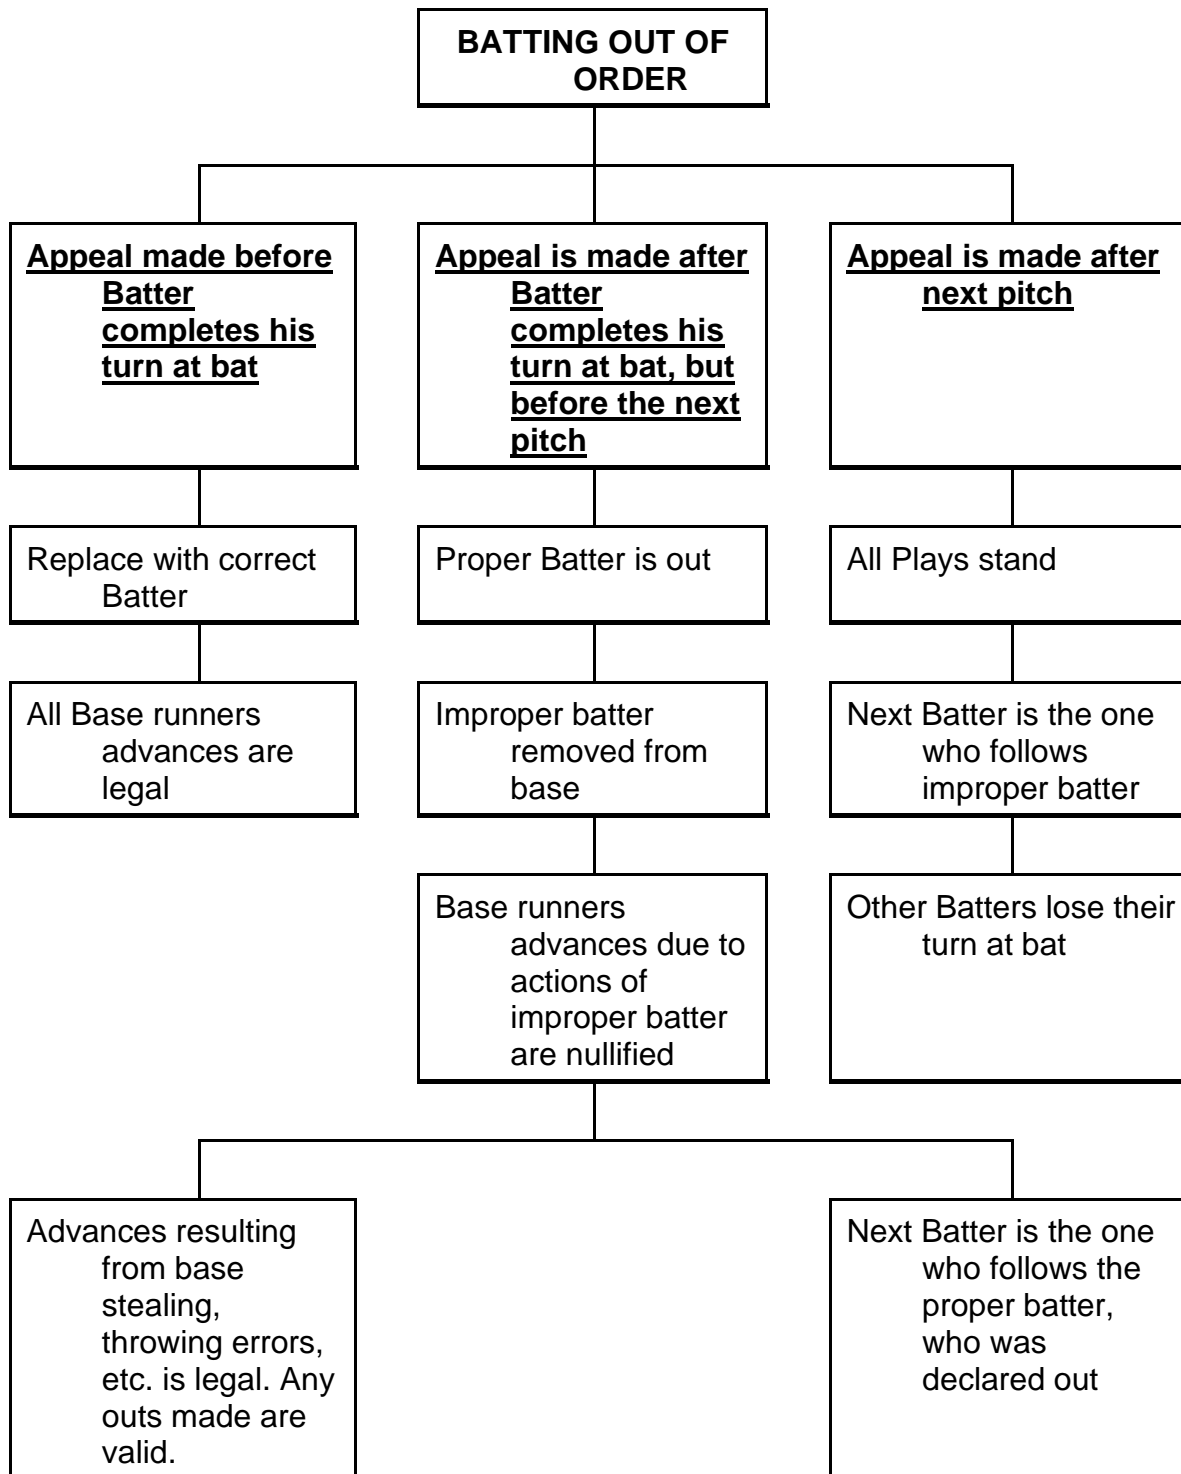 BATTING OUT OF
ORDER
Appeal made before
Batter
completes his
turn at bat
Appeal is made after
Batter
completes his
turn at bat, but
before the next
pitch
Appeal is made after
next pitch
Replace with correct
Batter
Proper Batter is out
All Plays stand
All Base runners
advances are
legal
Improper batter
removed from
base
Next Batter is the one
who follows
improper batter
Base runners
advances due to
actions of
improper batter
are nullified
Other Batters lose their
turn at bat
Advances resulting
from base
stealing,
throwing errors,
etc. is legal. Any
outs made are
valid.
Next Batter is the one
who follows the
proper batter,
who was
declared out